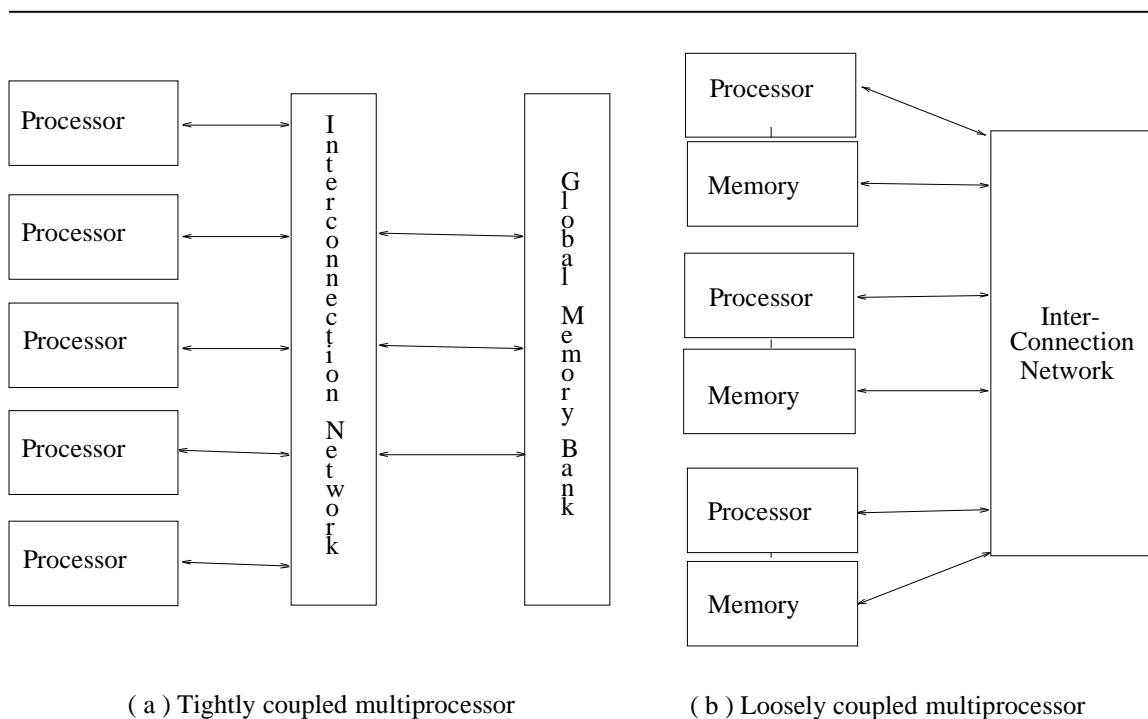 Processor
Processor
Processor
Processor
Processor
Interconnection Network
Global Memory Bank
( a ) Tightly coupled multiprocessor
Processor
Memory
Processor
Memory
Processor
Memory
Inter-
Connection
Network
( b ) Loosely coupled multiprocessor